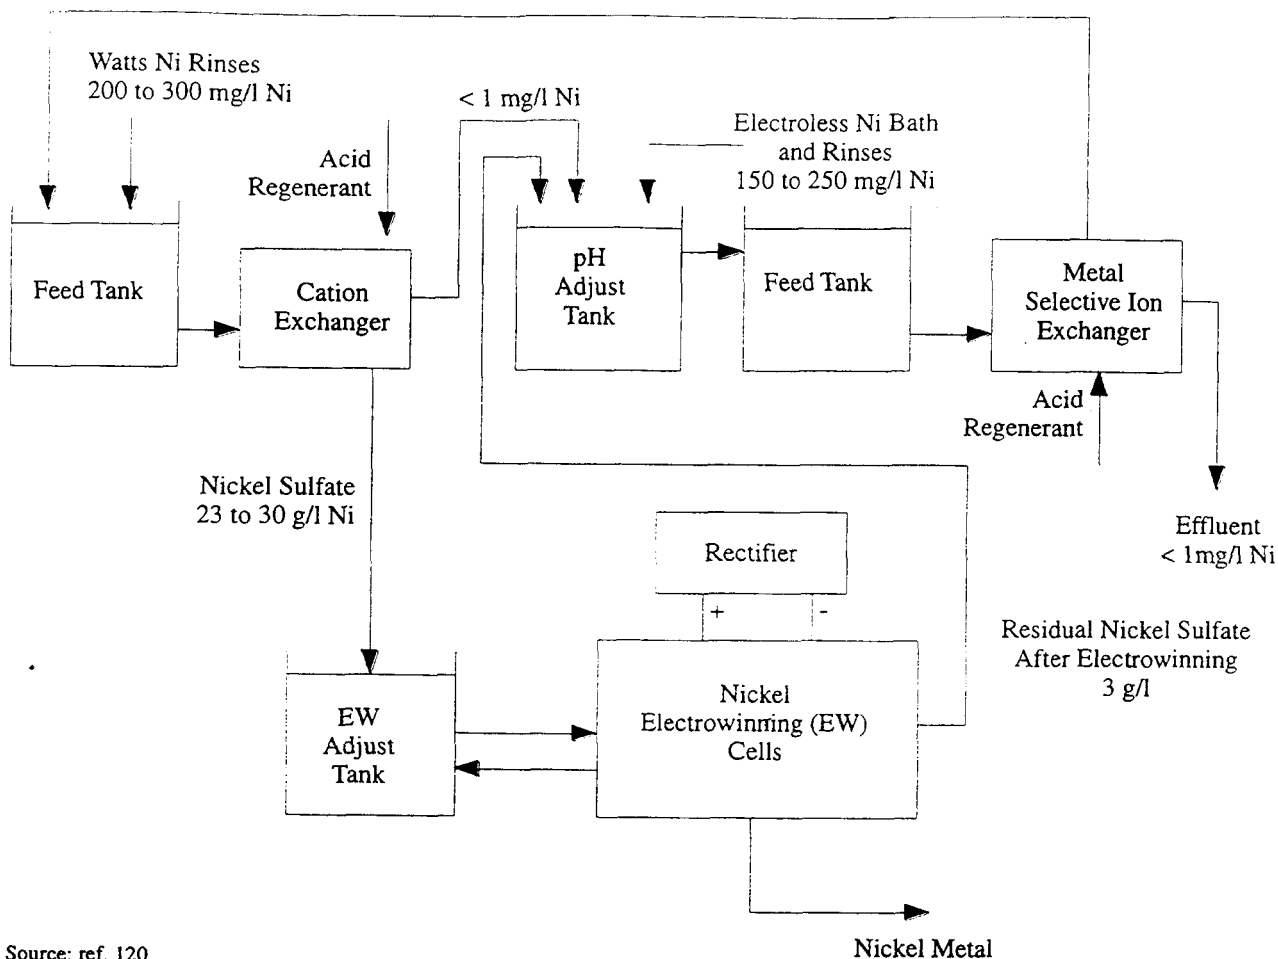 Watts Ni Rinses
200 to 300 mg/l Ni
< 1 mg/l Ni
Acid
Regenerant
Electroless Ni Bath
and Rinses
150 to 250 mg/l Ni
Feed Tank
Cation
Exchanger
pH
Adjust
Tank
Feed Tank
Metal
Selective Ion
Exchanger
Acid
Regenerant
Nickel Sulfate
23 to 30 g/l Ni
Effluent
< 1mg/l Ni
Rectifier
+ -
Residual Nickel Sulfate
After Electrowinning
3 g/l
EW
Adjust
Tank
Nickel
Electrowinning (EW)
Cells
Nickel Metal
Source: ref. 120